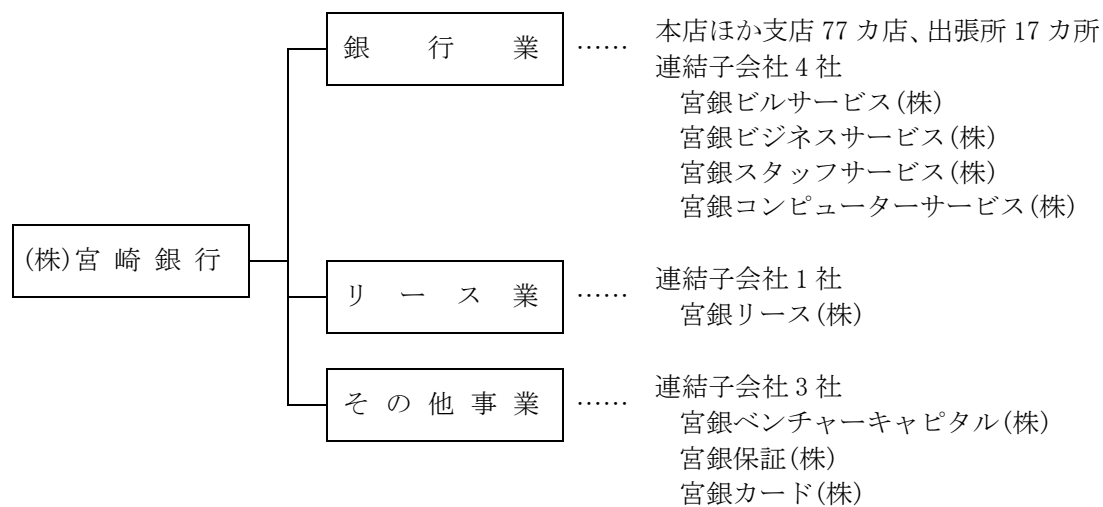 銀行業 …… 本店ほか支店 77 カ店、出張所 17 カ所
連結子会社 4 社
宮銀ビルサービス(株)
宮銀ビジネスサービス(株)
宮銀スタッフサービス(株)
宮銀コンピューターサービス(株)
(株)宮崎銀行
リース業 …… 連結子会社 1 社
宮銀リース(株)
その他事業 …… 連結子会社 3 社
宮銀ベンチャーキャピタル(株)
宮銀保証(株)
宮銀カード(株)